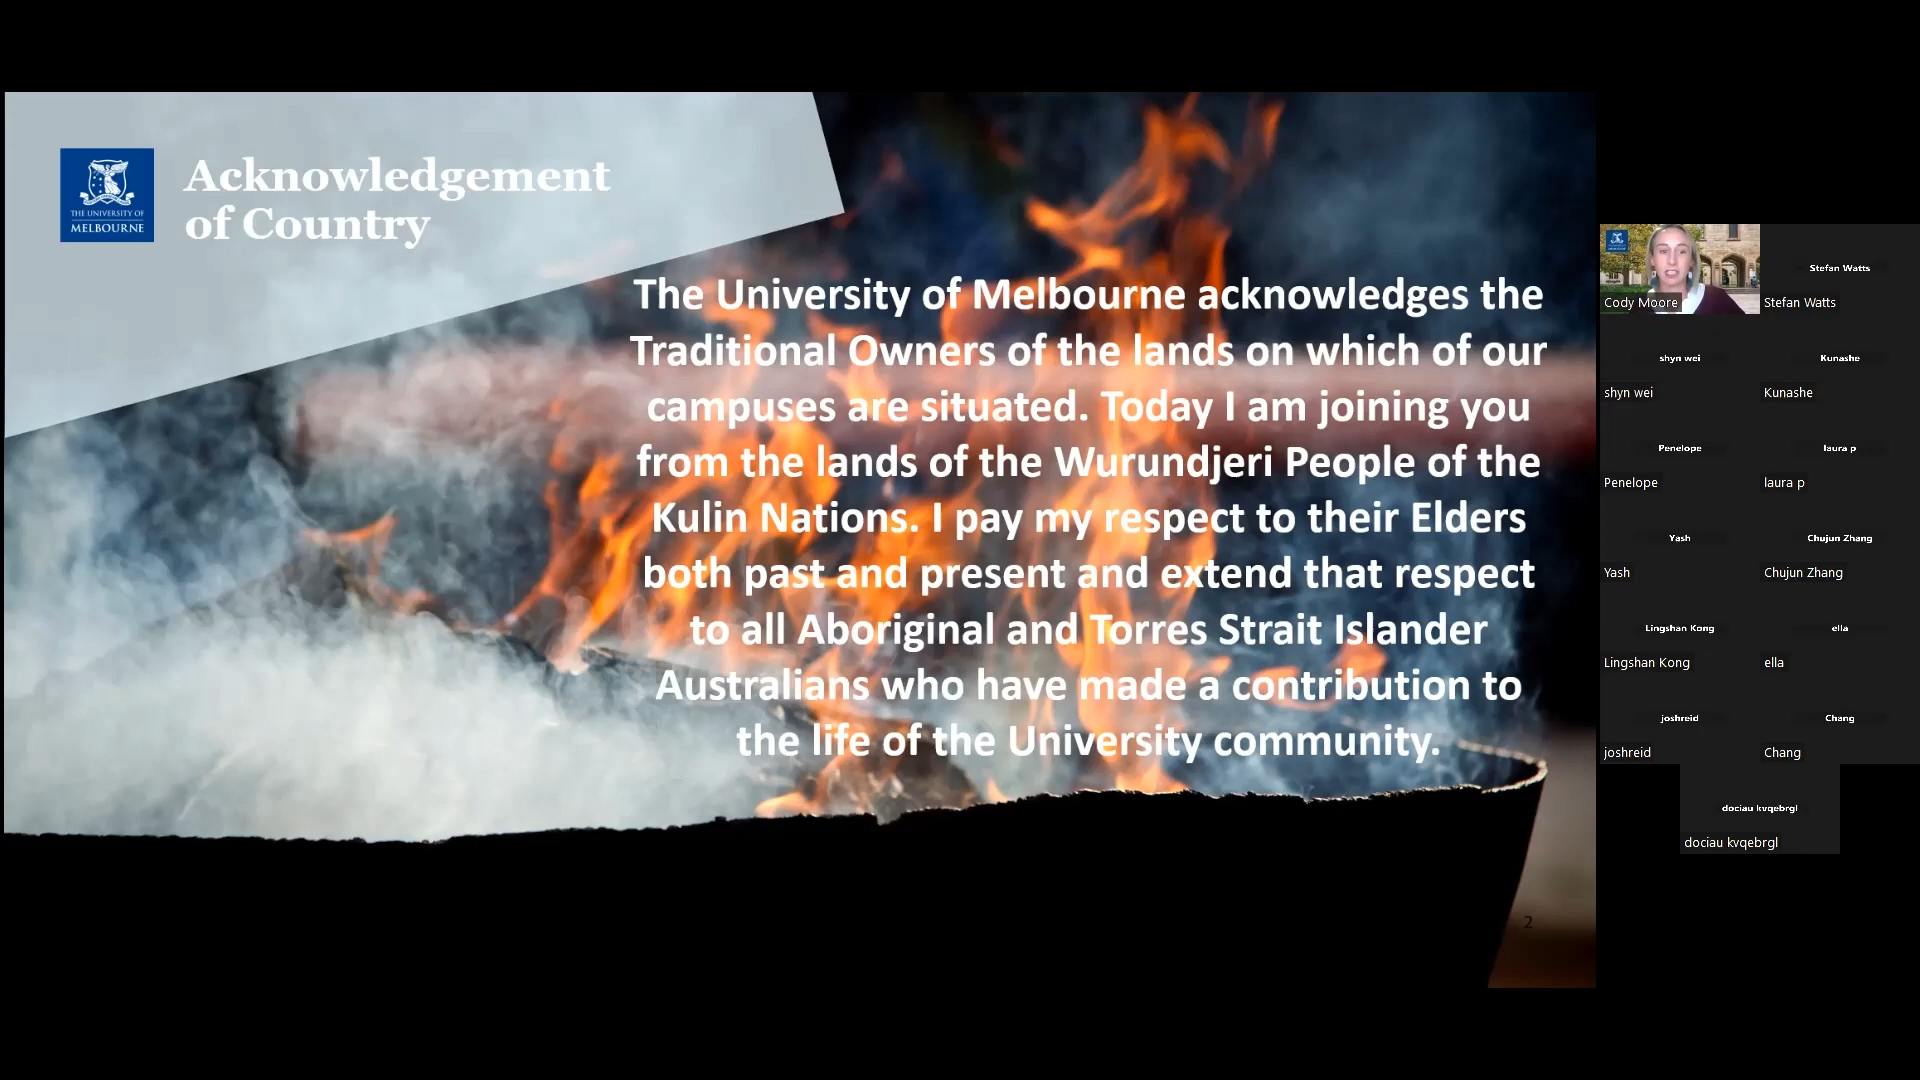 THE UNIVERSITY OF
MELBOURNE
Acknowledgement
of Country
The University of Melbourne acknowledges the
Traditional Owners of the lands on which of our
campuses are situated. Today I am joining you
from the lands of the Wurundjeri People of the
Kulin Nations. I pay my respect to their Elders
both past and present and extend that respect
to all Aboriginal and Torres Strait Islander
Australians who have made a contribution to
the life of the University community.
2
Cody Moore
Stefan Watts
Stefan Watts
shyn wei
shyn wei
Kunashe
Kunashe
Penelope
Penelope
laura p
laura p
Yash
Yash
Chujun Zhang
Chujun Zhang
Lingshan Kong
Lingshan Kong
ella
ella
joshreid
joshreid
Chang
Chang
dociau kvqebrgl
dociau kvqebrgl